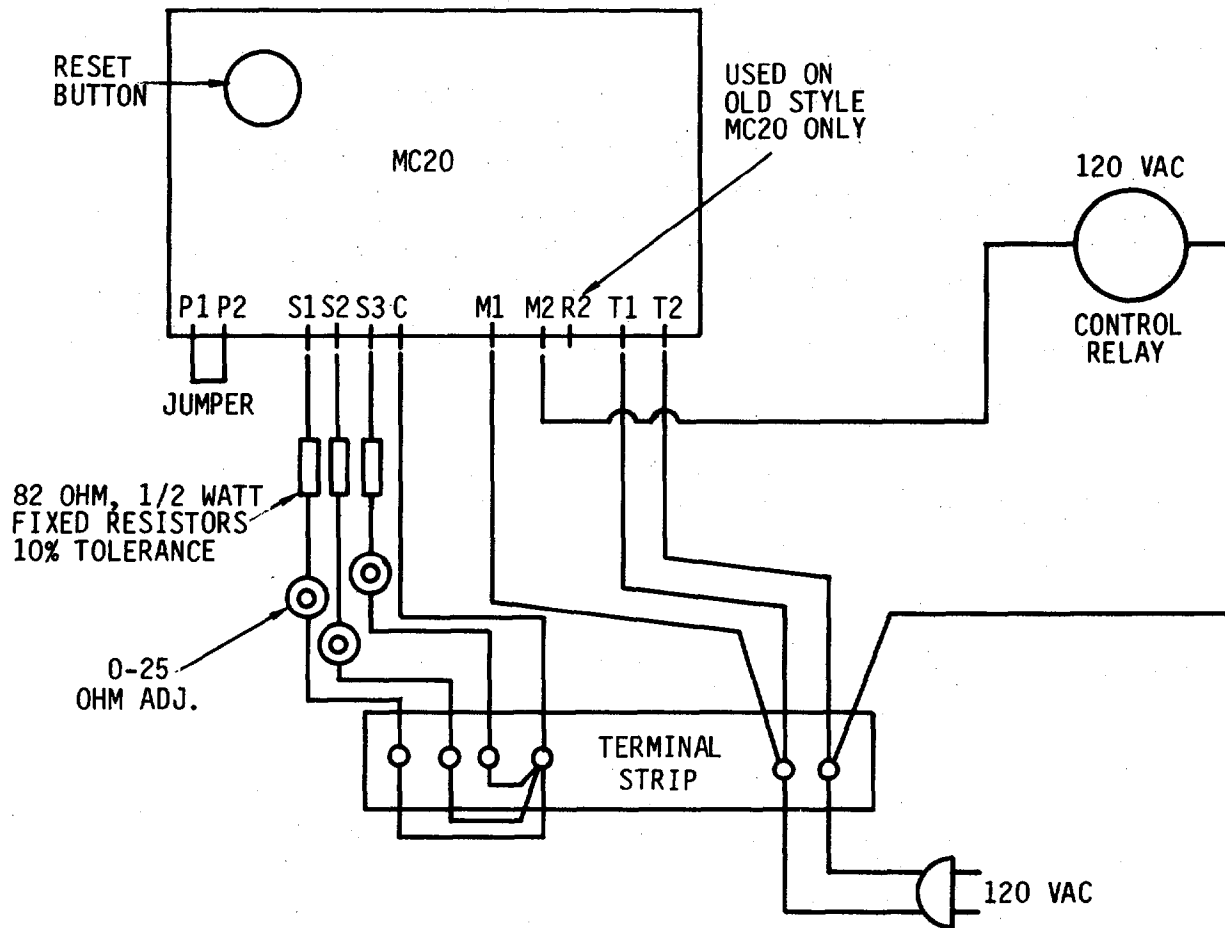 RESET
BUTTON
MC20
USED ON
OLD STYLE
MC20 ONLY
120 VAC
CONTROL
RELAY
P1 P2 S1 S2 S3 C M1 M2 R2 T1 T2
JUMPER
82 OHM, 1/2 WATT
FIXED RESISTORS
10% TOLERANCE
0-25
OHM ADJ.
TERMINAL
STRIP
120 VAC